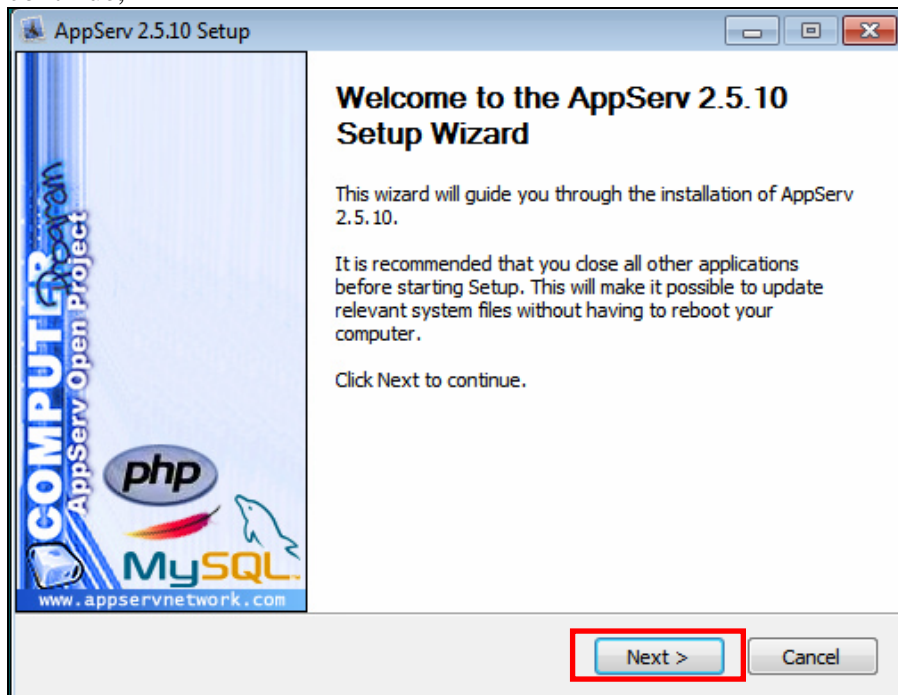 AppServ 2.5.10 Setup
Welcome to the AppServ 2.5.10
Setup Wizard
This wizard will guide you through the installation of AppServ
2.5.10.
It is recommended that you close all other applications
before starting Setup. This will make it possible to update
relevant system files without having to reboot your
computer.
Click Next to continue.
COMPUTER
Program
AppServ Open Project
php
MySQL
www.appservnetwork.com
Next >
Cancel